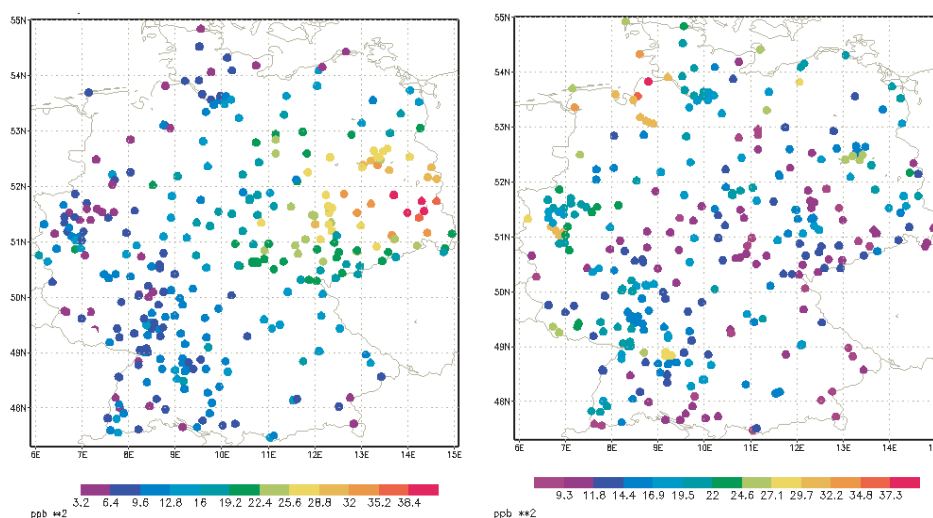 55N
54N
53N
52N
51N
50N
49N
48N
6E 7E 8E 9E 10E 11E 12E 13E 14E 15E
3.2 6.4 9.6 12.8 16 19.2 22.4 25.6 28.8 32 35.2 38.4
ppb **2
55N
54N
53N
52N
51N
50N
49N
48N
6E 7E 8E 9E 10E 11E 12E 13E 14E
9.3 11.8 14.4 16.9 19.5 22 24.6 27.1 29.7 32.2 34.8 37.3
ppb **2